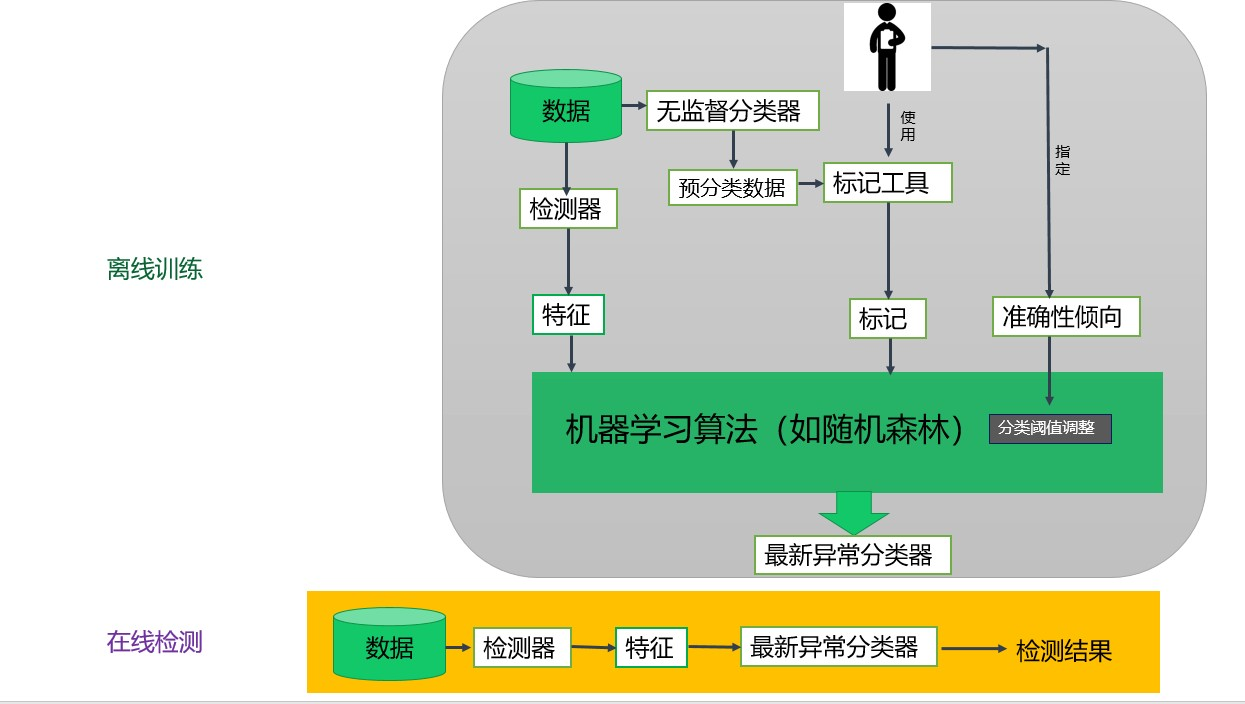 数据
无监督分类器
使用
指定
预分类数据
标记工具
检测器
离线训练
特征
标记
准确性倾向
机器学习算法（如随机森林）
分类阈值调整
最新异常分类器
在线检测
数据
检测器
特征
最新异常分类器
检测结果